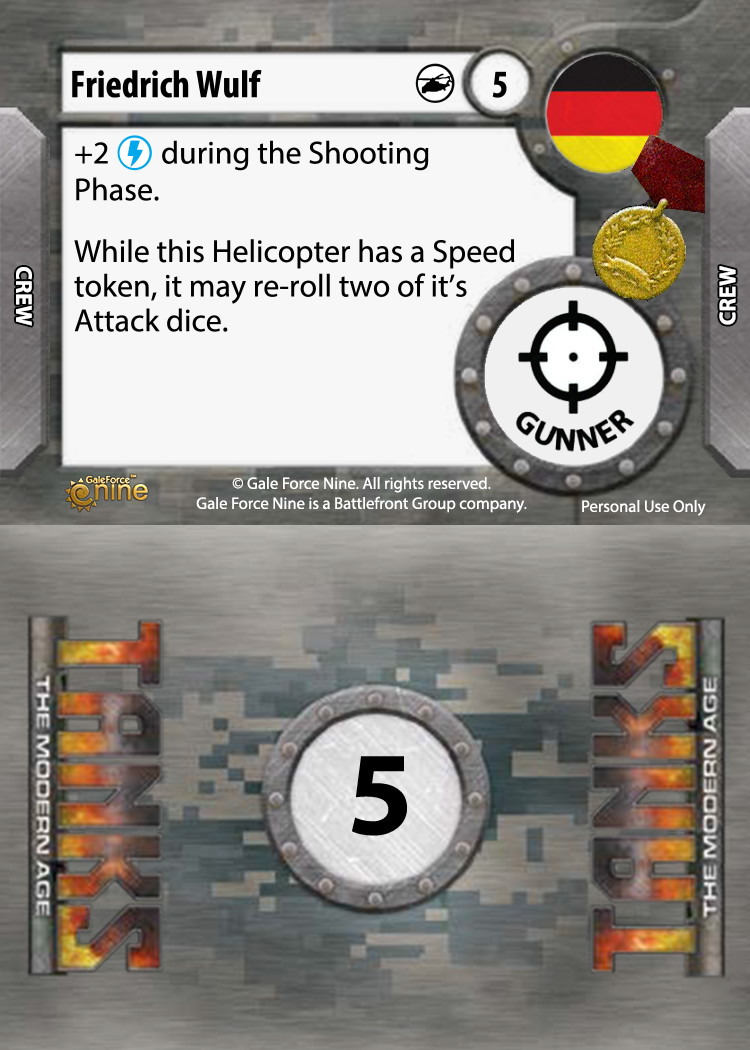 Friedrich Wulf
5
+2 during the Shooting
Phase.
While this Helicopter has a Speed
token, it may re-roll two of it's
Attack dice.
CREW
CREW
GUNNER
GaleForce™
nine
© Gale Force Nine. All rights reserved.
Gale Force Nine is a Battlefront Group company.
Personal Use Only
TANKS
THE MODERN AGE
5
TANKS
THE MODERN AGE